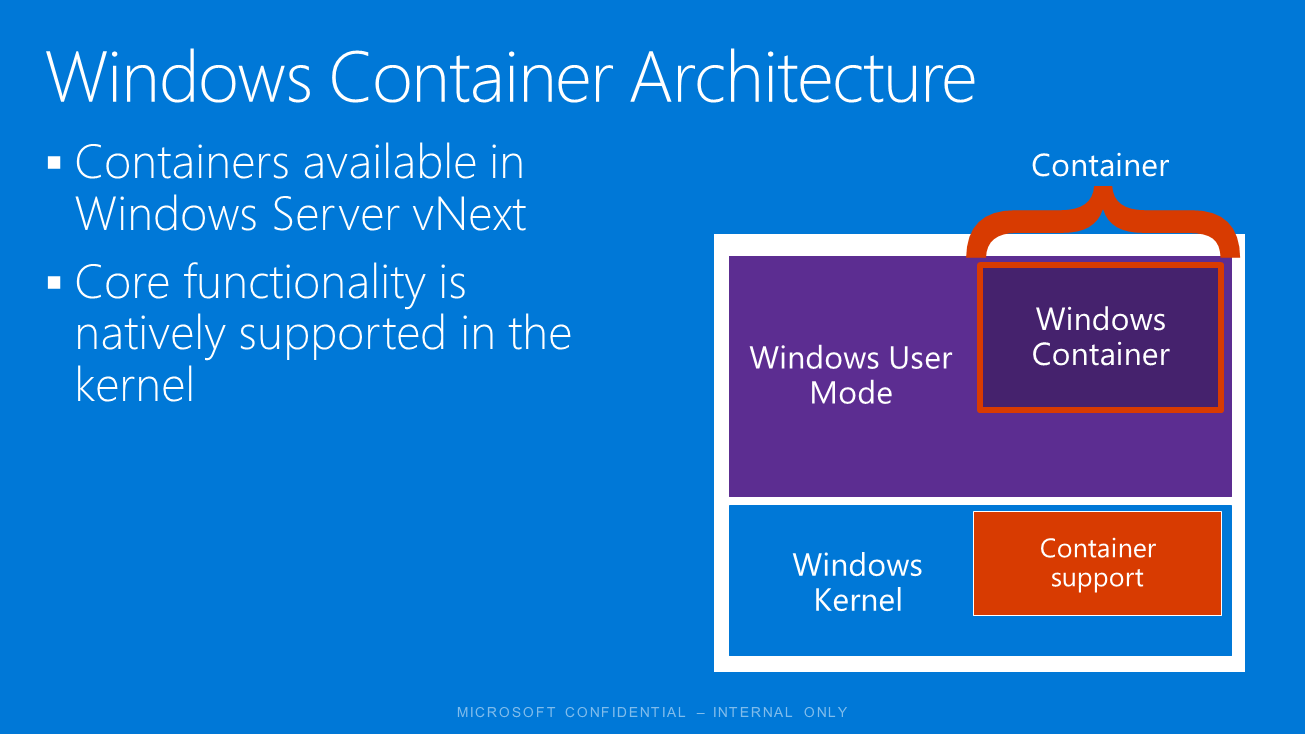 Windows Container Architecture
▪ Containers available in
Windows Server vNext
▪ Core functionality is
natively supported in the
kernel
Container
Windows
Container
Windows User
Mode
Container
support
Windows
Kernel
MICROSOFT CONFIDENTIAL – INTERNAL ONLY